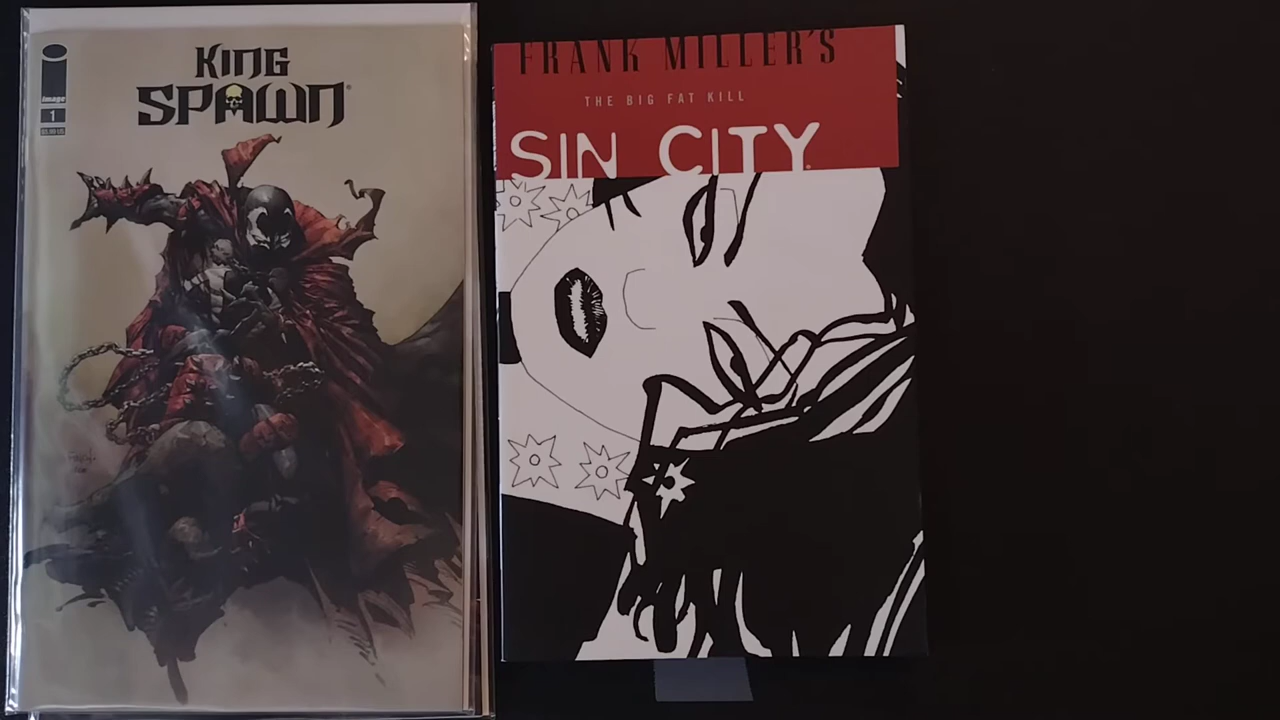 Image
1
KING
SPAWN®
FRANK MILLER'S
THE BIG FAT KILL
SIN CITY